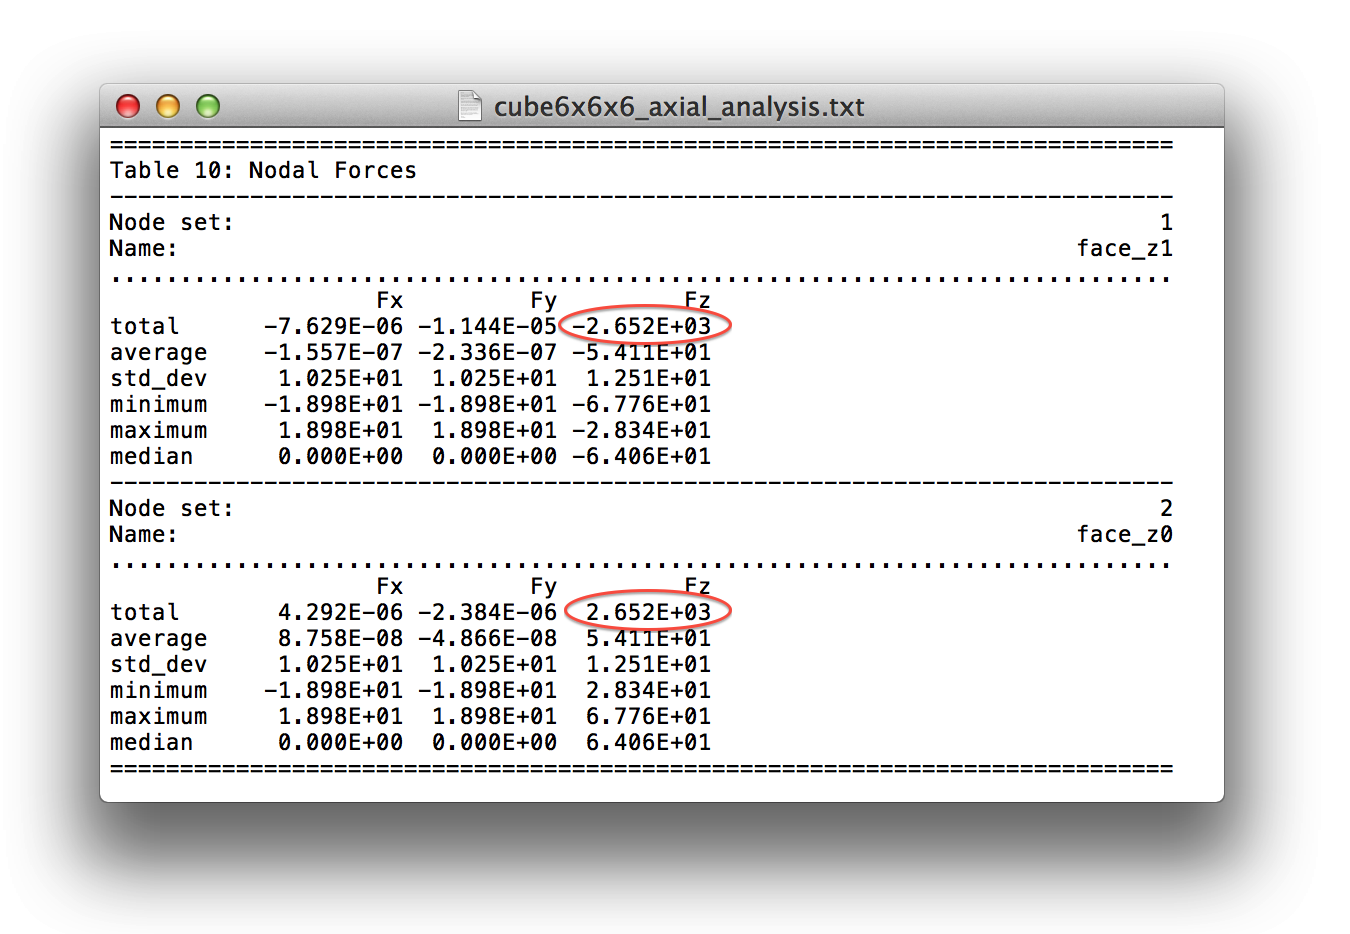 cube6x6x6_axial_analysis.txt
============================================================================
Table 10: Nodal Forces
----------------------------------------------------------------------------
Node set: 1
Name: face_z1
............................................................................
Fx Fy Fz
total -7.629E-06 -1.144E-05 -2.652E+03
average -1.557E-07 -2.336E-07 -5.411E+01
std_dev 1.025E+01 1.025E+01 1.251E+01
minimum -1.898E+01 -1.898E+01 -6.776E+01
maximum 1.898E+01 1.898E+01 -2.834E+01
median 0.000E+00 0.000E+00 -6.406E+01
----------------------------------------------------------------------------
Node set: 2
Name: face_z0
............................................................................
Fx Fy Fz
total 4.292E-06 -2.384E-06 2.652E+03
average 8.758E-08 -4.866E-08 5.411E+01
std_dev 1.025E+01 1.025E+01 1.251E+01
minimum -1.898E+01 -1.898E+01 2.834E+01
maximum 1.898E+01 1.898E+01 6.776E+01
median 0.000E+00 0.000E+00 6.406E+01
============================================================================